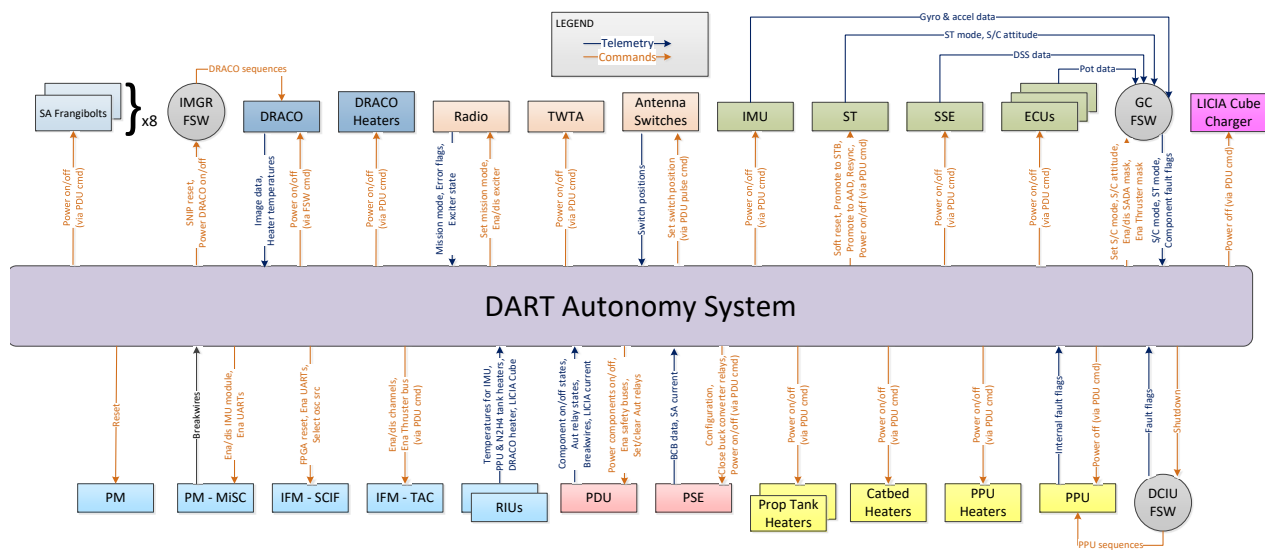 LEGEND
Telemetry
Commands
Gyro & accel data
ST mode, S/C attitude
DSS data
Pot data
DRACO sequences
SA Frangibolts
x8
IMGR
FSW
DRACO
DRACO
Heaters
Radio
TWTA
Antenna
Switches
IMU
ST
SSE
ECUs
GC
FSW
LICIA Cube
Charger
Power on/off
(via PDU cmd)
SNIP reset,
Power DRACO on/off
Image data,
Heater temperatures
Power on/off
(via FSW cmd)
Power on/off
(via PDU cmd)
Mission mode, Error flags,
Exciter state
Set mission mode,
Ena/dis exciter
Power on/off
(via PDU cmd)
Switch positions
Set switch position
(via PDU pulse cmd)
Power on/off
(via PDU cmd)
Soft reset, Promote to STB,
Promote to AAD, Resync,
Power on/off (via PDU cmd)
Power on/off
(via PDU cmd)
Power on/off
(via PDU cmd)
Set S/C mode, S/C attitude,
Ena/dis SADA mask,
Ena Thruster mask
S/C mode, ST mode,
Component fault flags
Power off (via PDU cmd)
DART Autonomy System
Reset
Breakwires
Ena/dis IMU module,
Ena UARTs
FPGA reset, Ena UARTs,
Select osc src
Ena/dis channels,
Ena Thruster bus
(via PDU cmd)
Temperatures for IMU,
PPU & N2H4 tank heaters,
DRACO heater, LICIA Cube
Component on/off states,
Aut relay states,
Breakwires, LICIA current
Power components on/off,
Ena safety buses,
Set/clear Aut relays
BCB data, SA current
Configuration,
Close buck converter relays,
Power on/off (via PDU cmd)
Power on/off
(via PDU cmd)
Power on/off
(via PDU cmd)
Power on/off
(via PDU cmd)
Internal fault flags
Power off (via PDU cmd)
Fault flags
Shutdown
PM
PM - MiSC
IFM - SCIF
IFM - TAC
RIUs
PDU
PSE
Prop Tank
Heaters
Catbed
Heaters
PPU
Heaters
PPU
DCIU
FSW
PPU sequences